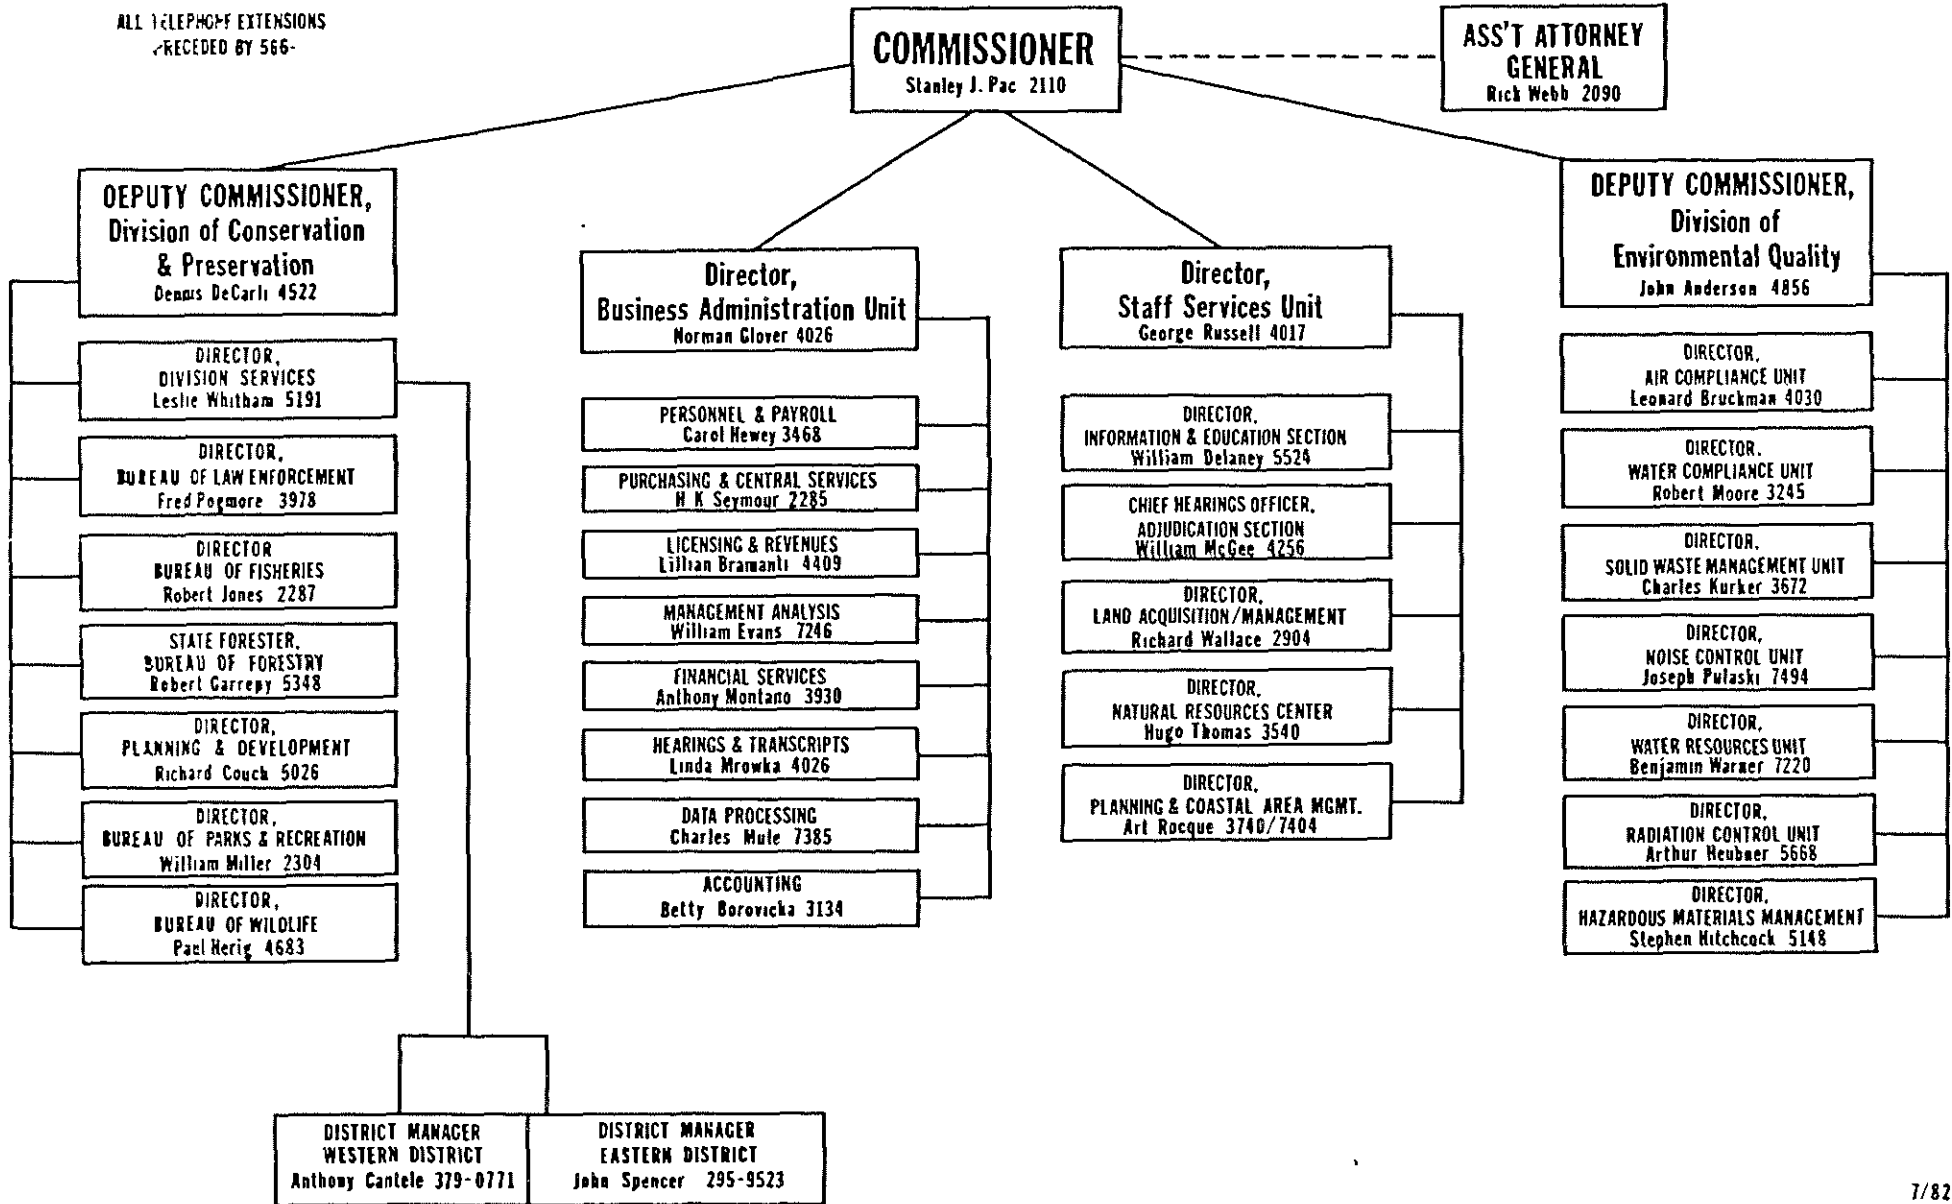 ALL TELEPHONE EXTENSIONS
PRECEDED BY 566-
COMMISSIONER
Stanley J. Pac 2110
ASS'T ATTORNEY
GENERAL
Rick Webb 2090
DEPUTY COMMISSIONER,
Division of Conservation
& Preservation
Dennis DeCarli 4522
DIRECTOR,
DIVISION SERVICES
Leslie Whitham 5191
DIRECTOR,
BUREAU OF LAW ENFORCEMENT
Fred Pogmore 3978
DIRECTOR
BUREAU OF FISHERIES
Robert Jones 2287
STATE FORESTER,
BUREAU OF FORESTRY
Robert Garrepy 5348
DIRECTOR,
PLANNING & DEVELOPMENT
Richard Couch 5026
DIRECTOR,
BUREAU OF PARKS & RECREATION
William Miller 2304
DIRECTOR,
BUREAU OF WILDLIFE
Paul Herig 4683
DISTRICT MANAGER
WESTERN DISTRICT
Anthony Cantele 379-0771
DISTRICT MANAGER
EASTERN DISTRICT
John Spencer 295-9523
Director,
Business Administration Unit
Norman Glover 4026
PERSONNEL & PAYROLL
Carol Hewey 3468
PURCHASING & CENTRAL SERVICES
H K Seymour 2285
LICENSING & REVENUES
Lillian Bramanti 4409
MANAGEMENT ANALYSIS
William Evans 7246
FINANCIAL SERVICES
Anthony Montano 3930
HEARINGS & TRANSCRIPTS
Linda Mrowka 4026
DATA PROCESSING
Charles Mule 7385
ACCOUNTING
Betty Borovicka 3134
Director,
Staff Services Unit
George Russell 4017
DIRECTOR,
INFORMATION & EDUCATION SECTION
William Delaney 5524
CHIEF HEARINGS OFFICER,
ADJUDICATION SECTION
William McGee 4256
DIRECTOR,
LAND ACQUISITION/MANAGEMENT
Richard Wallace 2904
DIRECTOR,
NATURAL RESOURCES CENTER
Hugo Thomas 3540
DIRECTOR,
PLANNING & COASTAL AREA MGMT.
Art Rocque 3740/7404
DEPUTY COMMISSIONER,
Division of
Environmental Quality
John Anderson 4856
DIRECTOR,
AIR COMPLIANCE UNIT
Leonard Bruckman 4030
DIRECTOR.
WATER COMPLIANCE UNIT
Robert Moore 3245
DIRECTOR,
SOLID WASTE MANAGEMENT UNIT
Charles Kurker 3672
DIRECTOR,
NOISE CONTROL UNIT
Joseph Pulaski 7494
DIRECTOR,
WATER RESOURCES UNIT
Benjamin Warner 7220
DIRECTOR,
RADIATION CONTROL UNIT
Arthur Heubner 5668
DIRECTOR,
HAZARDOUS MATERIALS MANAGEMENT
Stephen Hitchcock 5148
7/82